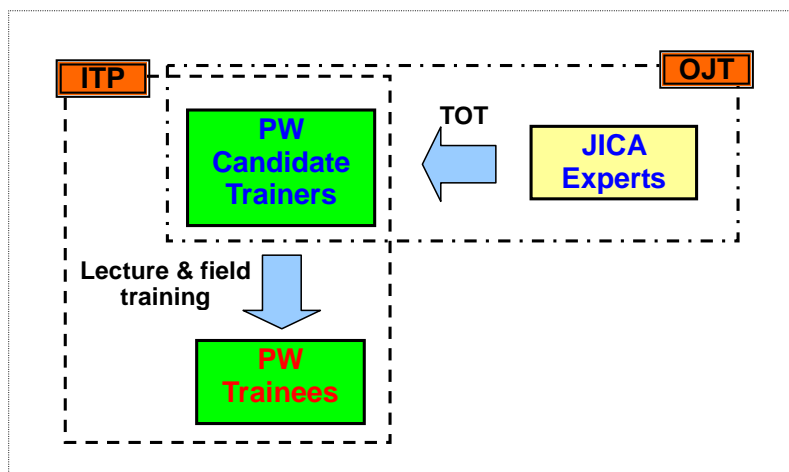 ITP
OJT
PW
Candidate
Trainers
TOT
JICA
Experts
Lecture & field
training
PW
Trainees